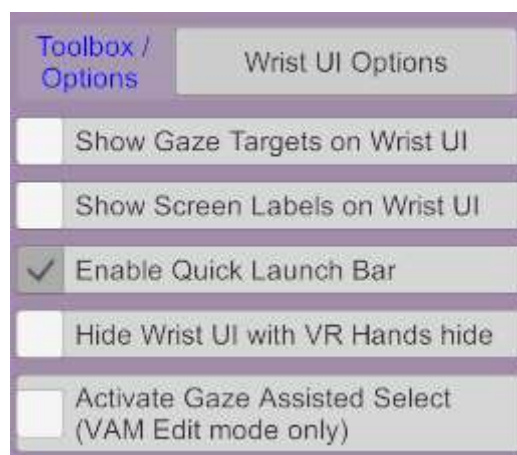 Toolbox /
Options
Wrist UI Options
Show Gaze Targets on Wrist UI
Show Screen Labels on Wrist UI
Enable Quick Launch Bar
Hide Wrist UI with VR Hands hide
Activate Gaze Assisted Select
(VAM Edit mode only)